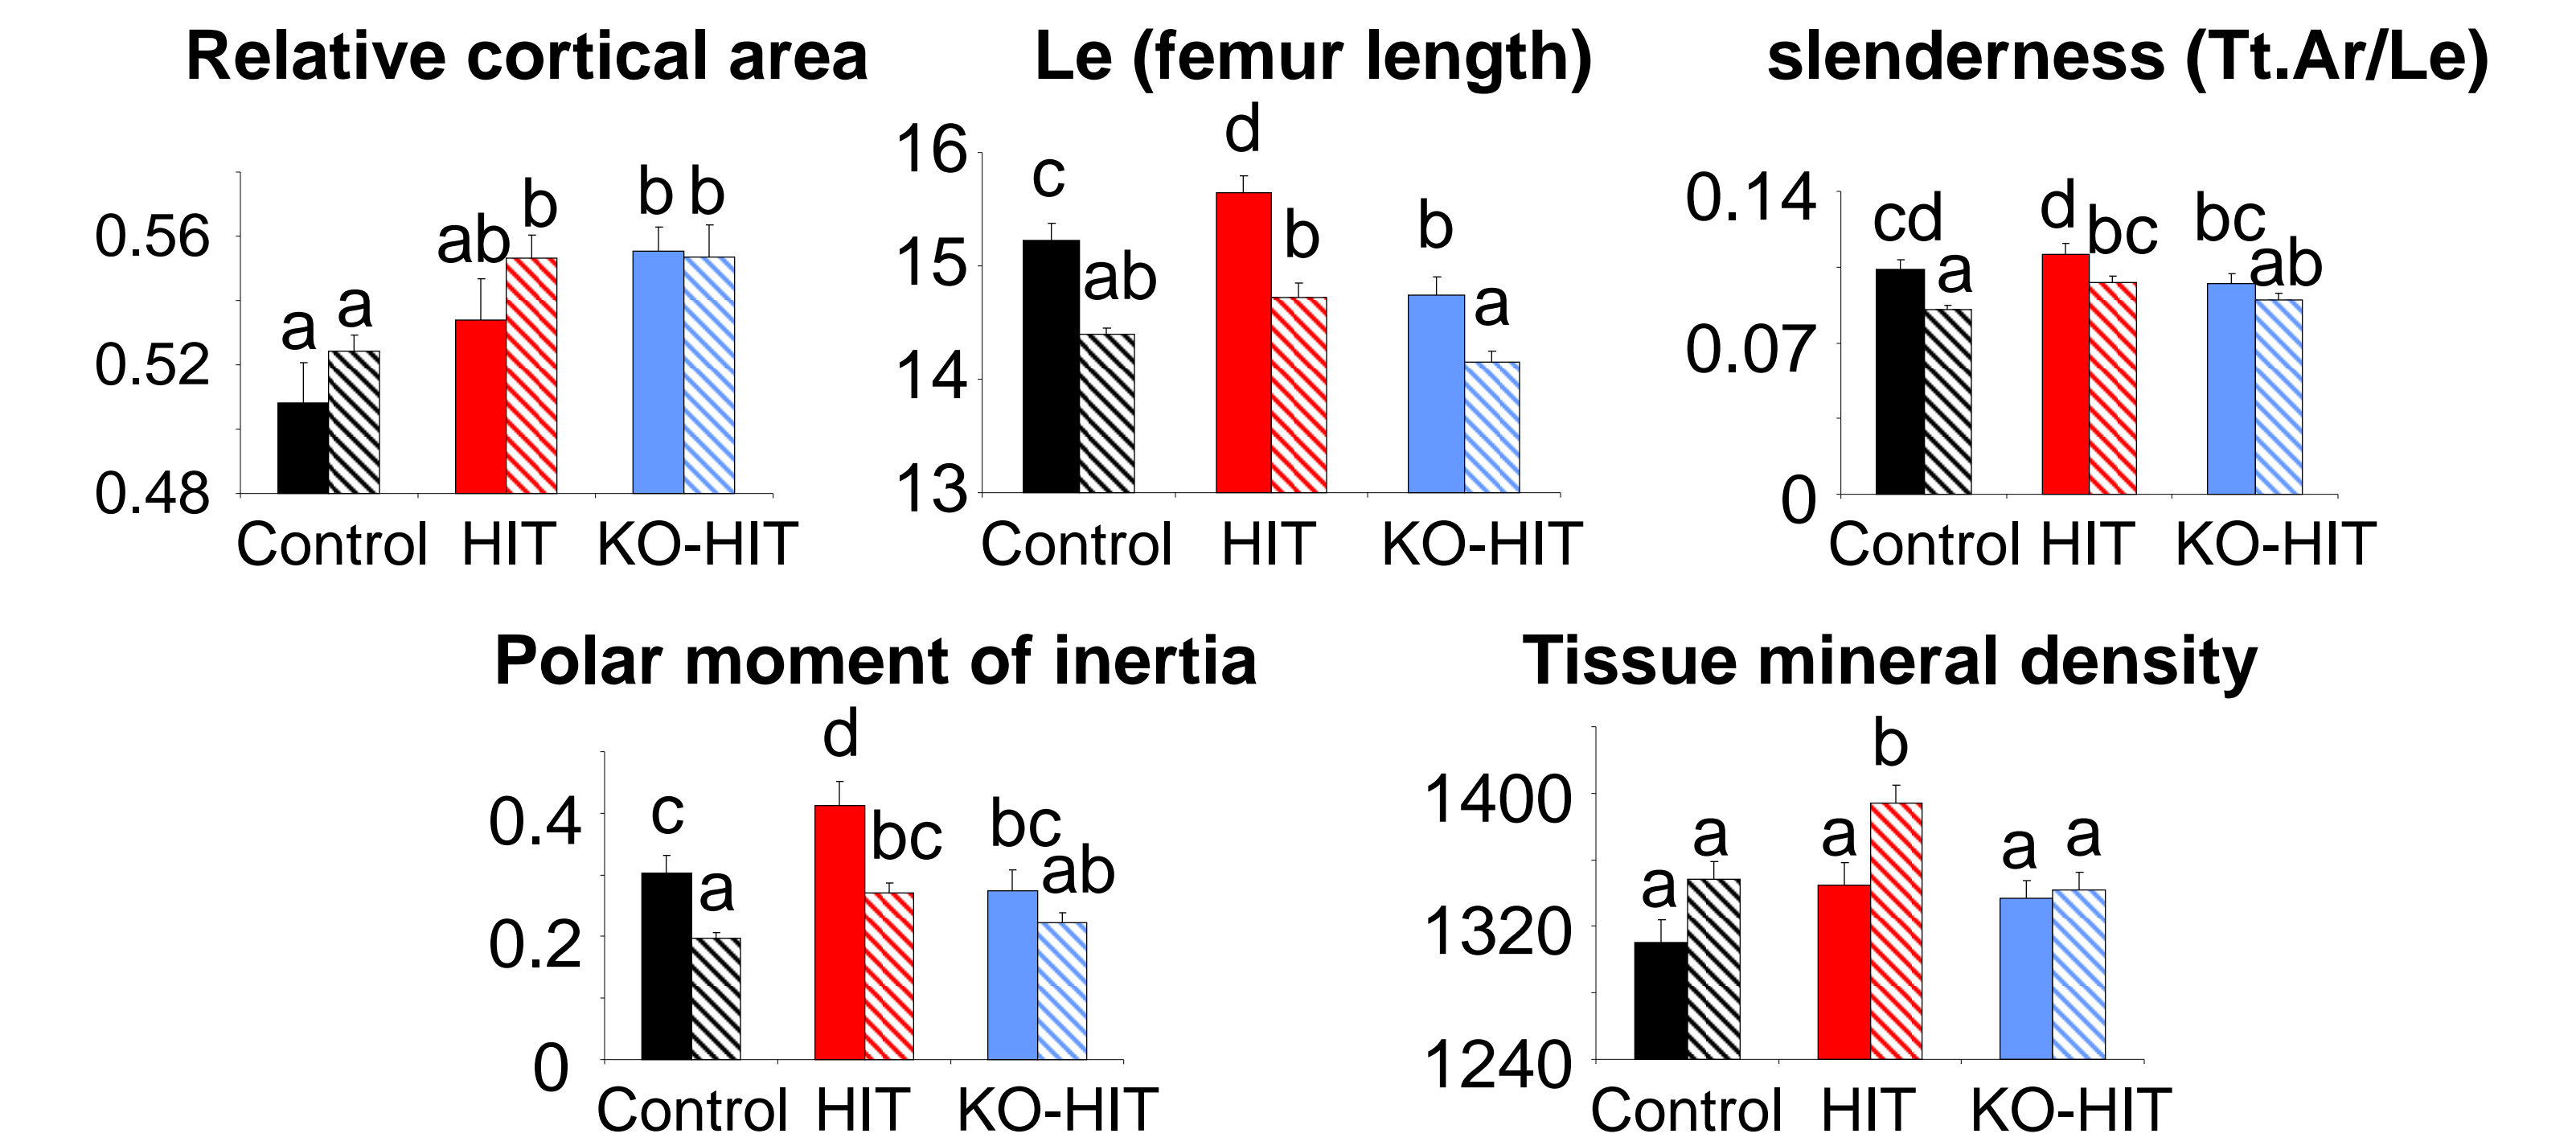 Relative cortical area
0.56
0.52
0.48
a a ab b b b
Control HIT KO-HIT
Le (femur length)
16
15
14
13
c ab d b b a
Control HIT KO-HIT
slenderness (Tt.Ar/Le)
0.14
0.07
0
cd a d bc bc ab
Control HIT KO-HIT
Polar moment of inertia
0.4
0.2
0
c a d bc bc ab
Control HIT KO-HIT
Tissue mineral density
1400
1320
1240
a a a b a a
Control HIT KO-HIT